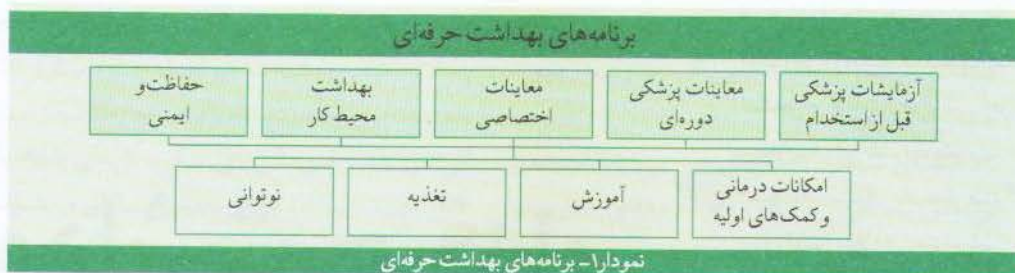 برنامه‌های بهداشت حرفه‌ای
آزمایشات پزشکی
قبل از استخدام
معاینات پزشکی
دوره‌ای
معاینات
اختصاصی
بهداشت
محیط کار
حفاظت و
ایمنی
امکانات درمانی
و کمک‌های اولیه
آموزش
تغذیه
نوتوانی
نمودار۱ـ برنامه‌های بهداشت حرفه‌ای